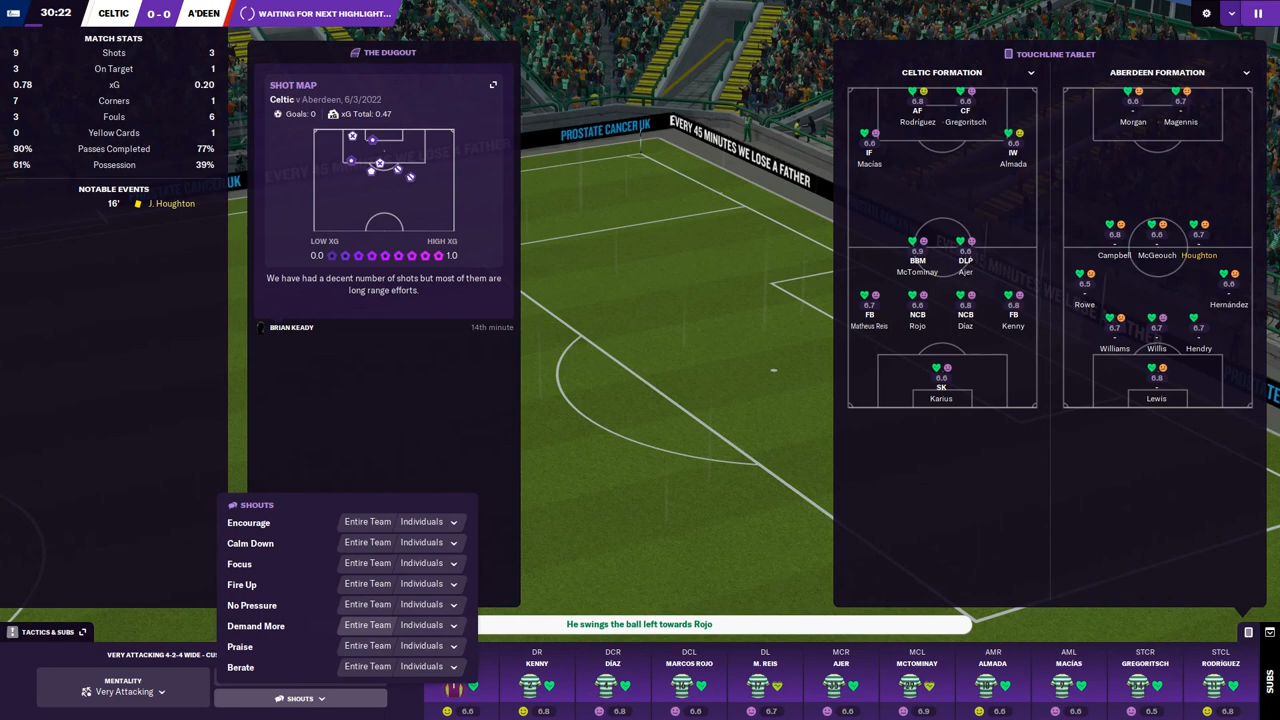 30:22 CELTIC 0 - 0 A'DEEN WAITING FOR NEXT HIGHLIGHT...
MATCH STATS
9 Shots 3
3 On Target 1
0.78 xG 0.20
7 Corners 1
3 Fouls 6
0 Yellow Cards 1
80% Passes Completed 77%
61% Possession 39%
NOTABLE EVENTS
16' J. Houghton
THE DUGOUT
SHOT MAP
Celtic v Aberdeen, 6/3/2022
Goals: 0 xG Total: 0.47
LOW XG HIGH XG
0.0 1.0
We have had a decent number of shots but most of them are
long range efforts.
BRIAN KEADY 14th minute
PROSTATE CANCER UK EVERY 45 MINUTES WE LOSE A FATHER
TOUCHLINE TABLET
CELTIC FORMATION
6.8 6.6
AF CF
Rodríguez - Gregoritsch
6.6 6.6
IF IW
Macías Almada
6.9 6.6
BBM DLP
McTominay Ajer
6.7 6.6 6.8 6.8
FB NCB NCB FB
Matheus Reis Rojo Díaz Kenny
6.6
SK
Karius
ABERDEEN FORMATION
6.6 6.7
Morgan - Magennis
6.8 6.6 6.7
- - -
Campbell McGeouch Houghton
6.5 6.6
- -
Rowe Hernández
6.7 6.7 6.7
- - -
Williams Willis Hendry
6.8
-
Lewis
SHOUTS
Encourage Entire Team Individuals
Calm Down Entire Team Individuals
Focus Entire Team Individuals
Fire Up Entire Team Individuals
No Pressure Entire Team Individuals
Demand More Entire Team Individuals
Praise Entire Team Individuals
Berate Entire Team Individuals
He swings the ball left towards Rojo
TACTICS & SUBS
VERY ATTACKING 4-2-4 WIDE - CUS
MENTALITY
Very Attacking
SHOUTS
DR DCR DCL DL MCR MCL AMR AML STCR STCL
KENNY DÍAZ MARCOS ROJO M. REIS AJER MCTOMINAY ALMADA MACÍAS GREGORITSCH RODRÍGUEZ
6.6 6.8 6.8 6.6 6.7 6.6 6.9 6.6 6.6 6.6 6.8
SUBS